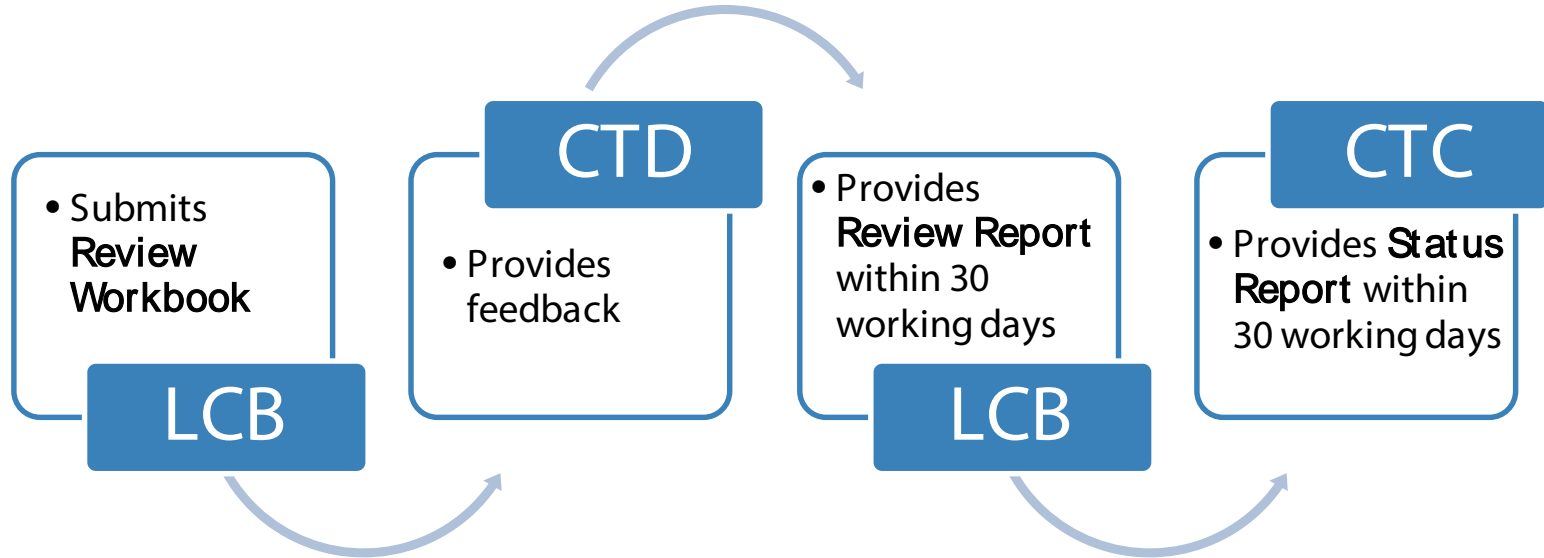 • Submits
Review
Workbook
LCB
CTD
• Provides
feedback
• Provides
Review Report
within 30
working days
LCB
CTC
• Provides Status
Report within
30 working days